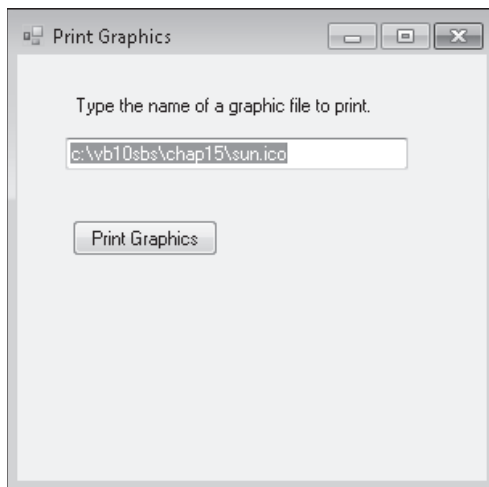 Print Graphics
Type the name of a graphic file to print.
c:\vb10sbs\chap15\sun.ico
Print Graphics